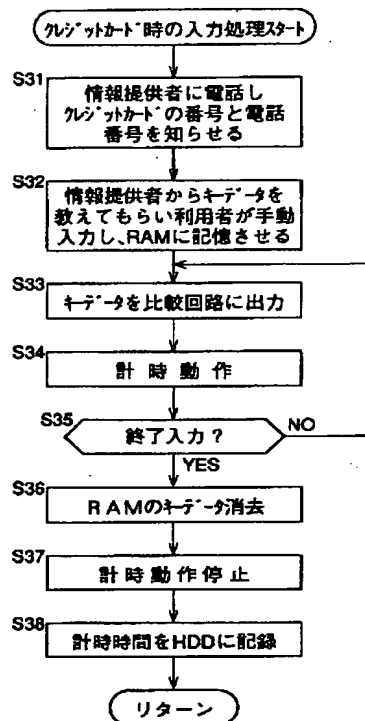 クレジットカード時の入力処理スタート
S31
情報提供者に電話し
クレジットカードの番号と電話
番号を知らせる
S32
情報提供者からキーデータを
教えてもらい利用者が手動
入力し、RAMに記憶させる
S33
キーデータを比較回路に出力
S34
計時動作
S35
終了入力?
NO
YES
S36
RAMのキーデータ消去
S37
計時動作停止
S38
計時時間をHDDに記録
リターン